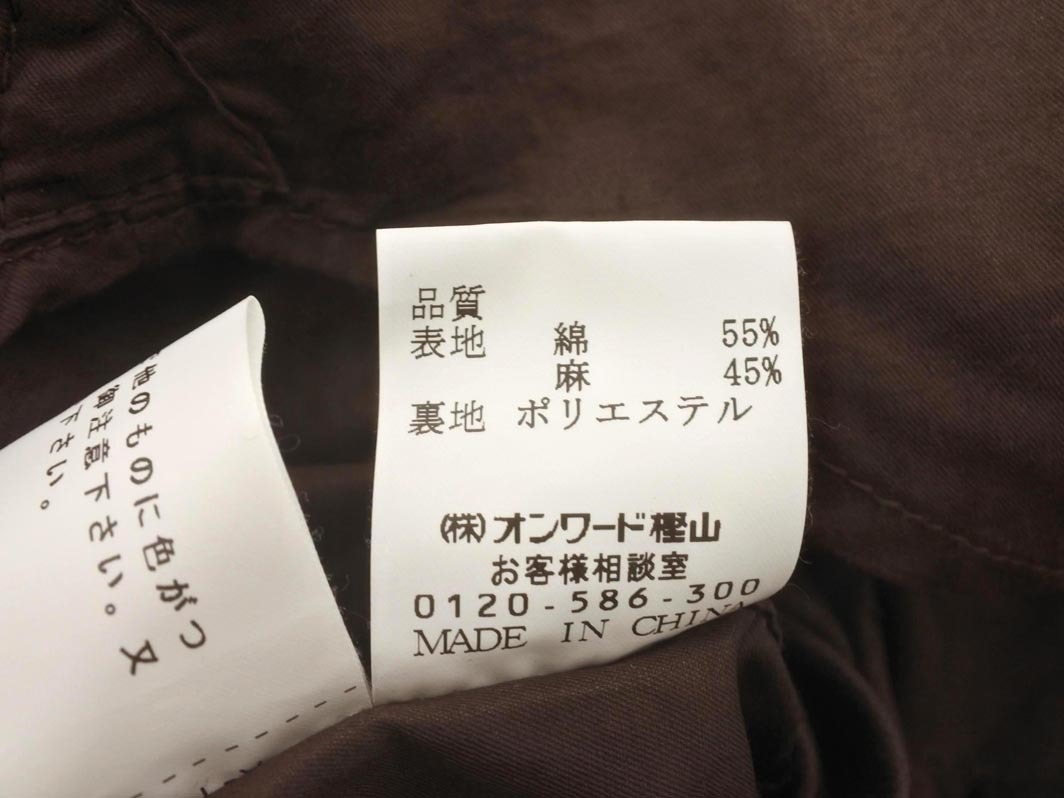 品質
表地 綿 55%
麻 45%
裏地 ポリエステル
(株)オンワード樫山
お客様相談室
0120-586-300
MADE IN CHINA
地のものに色がつ
御注意下さい。又
下さい。